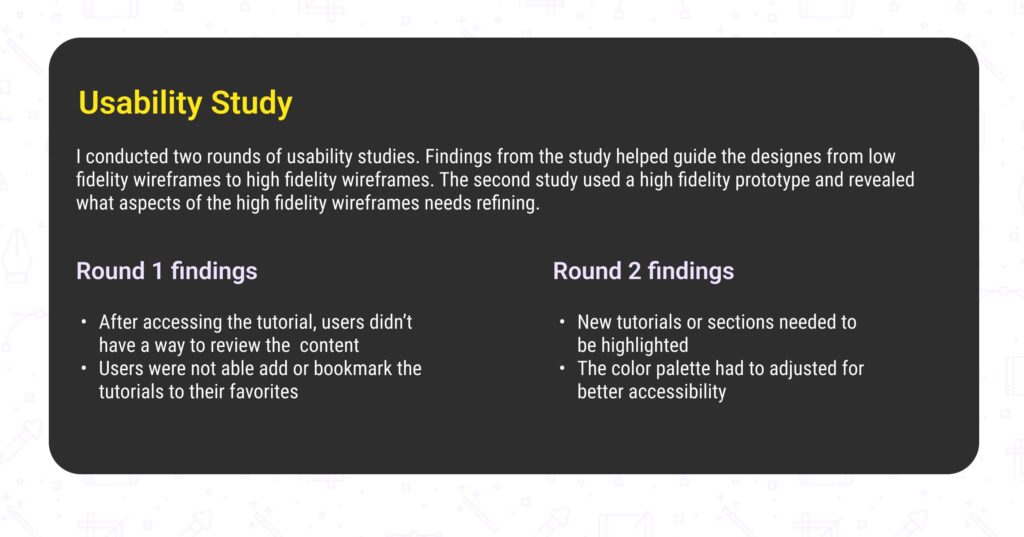 Usability Study
I conducted two rounds of usability studies. Findings from the study helped guide the designes from low
fidelity wireframes to high fidelity wireframes. The second study used a high fidelity prototype and revealed
what aspects of the high fidelity wireframes needs refining.
Round 1 findings
• After accessing the tutorial, users didn’t
have a way to review the  content
• Users were not able add or bookmark the
tutorials to their favorites
Round 2 findings
• New tutorials or sections needed to
be highlighted
• The color palette had to adjusted for
better accessibility